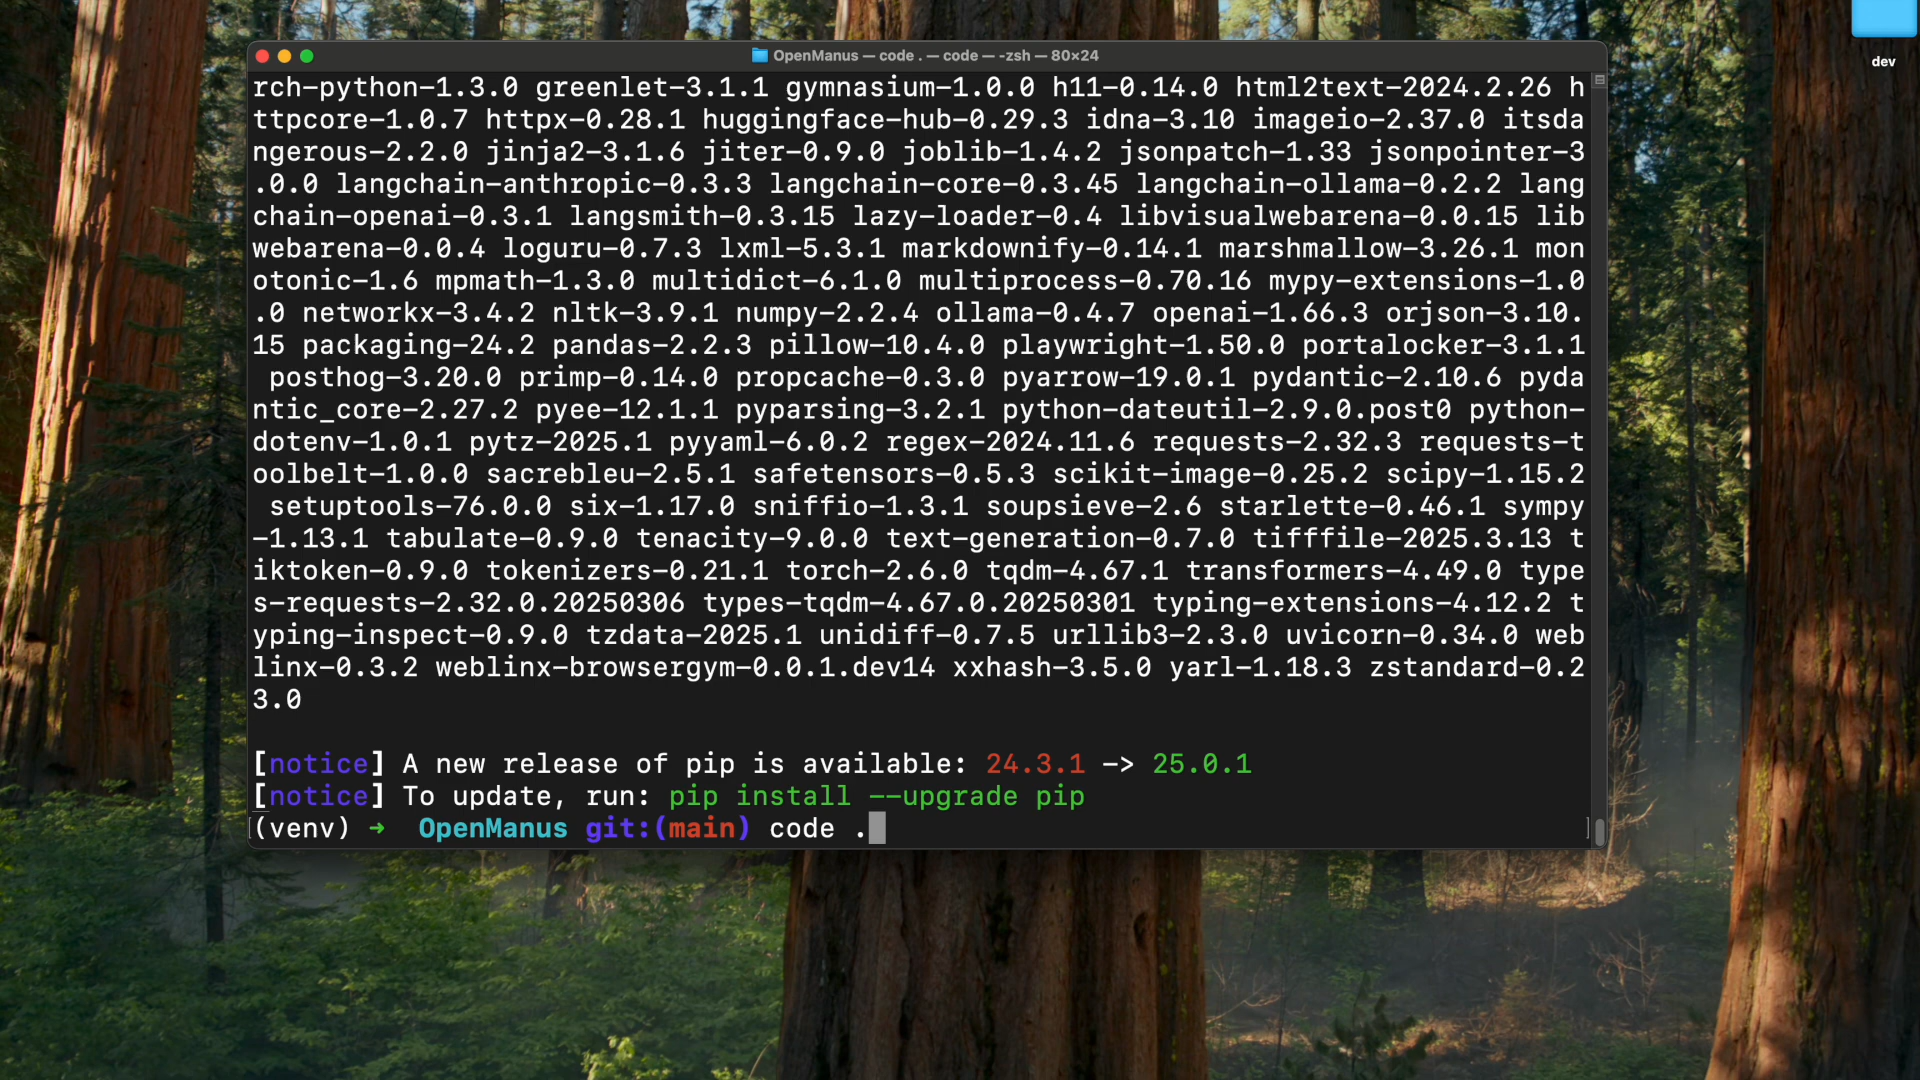 OpenManus — code . — code — -zsh — 80×24
dev
rch-python-1.3.0 greenlet-3.1.1 gymnasium-1.0.0 h11-0.14.0 html2text-2024.2.26 h
ttpcore-1.0.7 httpx-0.28.1 huggingface-hub-0.29.3 idna-3.10 imageio-2.37.0 itsda
ngerous-2.2.0 jinja2-3.1.6 jiter-0.9.0 joblib-1.4.2 jsonpatch-1.33 jsonpointer-3
.0.0 langchain-anthropic-0.3.3 langchain-core-0.3.45 langchain-ollama-0.2.2 lang
chain-openai-0.3.1 langsmith-0.3.15 lazy-loader-0.4 libvisualwebarena-0.0.15 lib
webarena-0.0.4 loguru-0.7.3 lxml-5.3.1 markdownify-0.14.1 marshmallow-3.26.1 mon
otonic-1.6 mpmath-1.3.0 multidict-6.1.0 multiprocess-0.70.16 mypy-extensions-1.0
.0 networkx-3.4.2 nltk-3.9.1 numpy-2.2.4 ollama-0.4.7 openai-1.66.3 orjson-3.10.
15 packaging-24.2 pandas-2.2.3 pillow-10.4.0 playwright-1.50.0 portalocker-3.1.1
 posthog-3.20.0 primp-0.14.0 propcache-0.3.0 pyarrow-19.0.1 pydantic-2.10.6 pyda
ntic_core-2.27.2 pyee-12.1.1 pyparsing-3.2.1 python-dateutil-2.9.0.post0 python-
dotenv-1.0.1 pytz-2025.1 pyyaml-6.0.2 regex-2024.11.6 requests-2.32.3 requests-t
oolbelt-1.0.0 sacrebleu-2.5.1 safetensors-0.5.3 scikit-image-0.25.2 scipy-1.15.2
 setuptools-76.0.0 six-1.17.0 sniffio-1.3.1 soupsieve-2.6 starlette-0.46.1 sympy
-1.13.1 tabulate-0.9.0 tenacity-9.0.0 text-generation-0.7.0 tifffile-2025.3.13 t
iktoken-0.9.0 tokenizers-0.21.1 torch-2.6.0 tqdm-4.67.1 transformers-4.49.0 type
s-requests-2.32.0.20250306 types-tqdm-4.67.0.20250301 typing-extensions-4.12.2 t
yping-inspect-0.9.0 tzdata-2025.1 unidiff-0.7.5 urllib3-2.3.0 uvicorn-0.34.0 web
linx-0.3.2 weblinx-browsergym-0.0.1.dev14 xxhash-3.5.0 yarl-1.18.3 zstandard-0.2
3.0
[notice] A new release of pip is available: 24.3.1 -> 25.0.1
[notice] To update, run: pip install --upgrade pip
(venv) ➜  OpenManus git:(main) code .